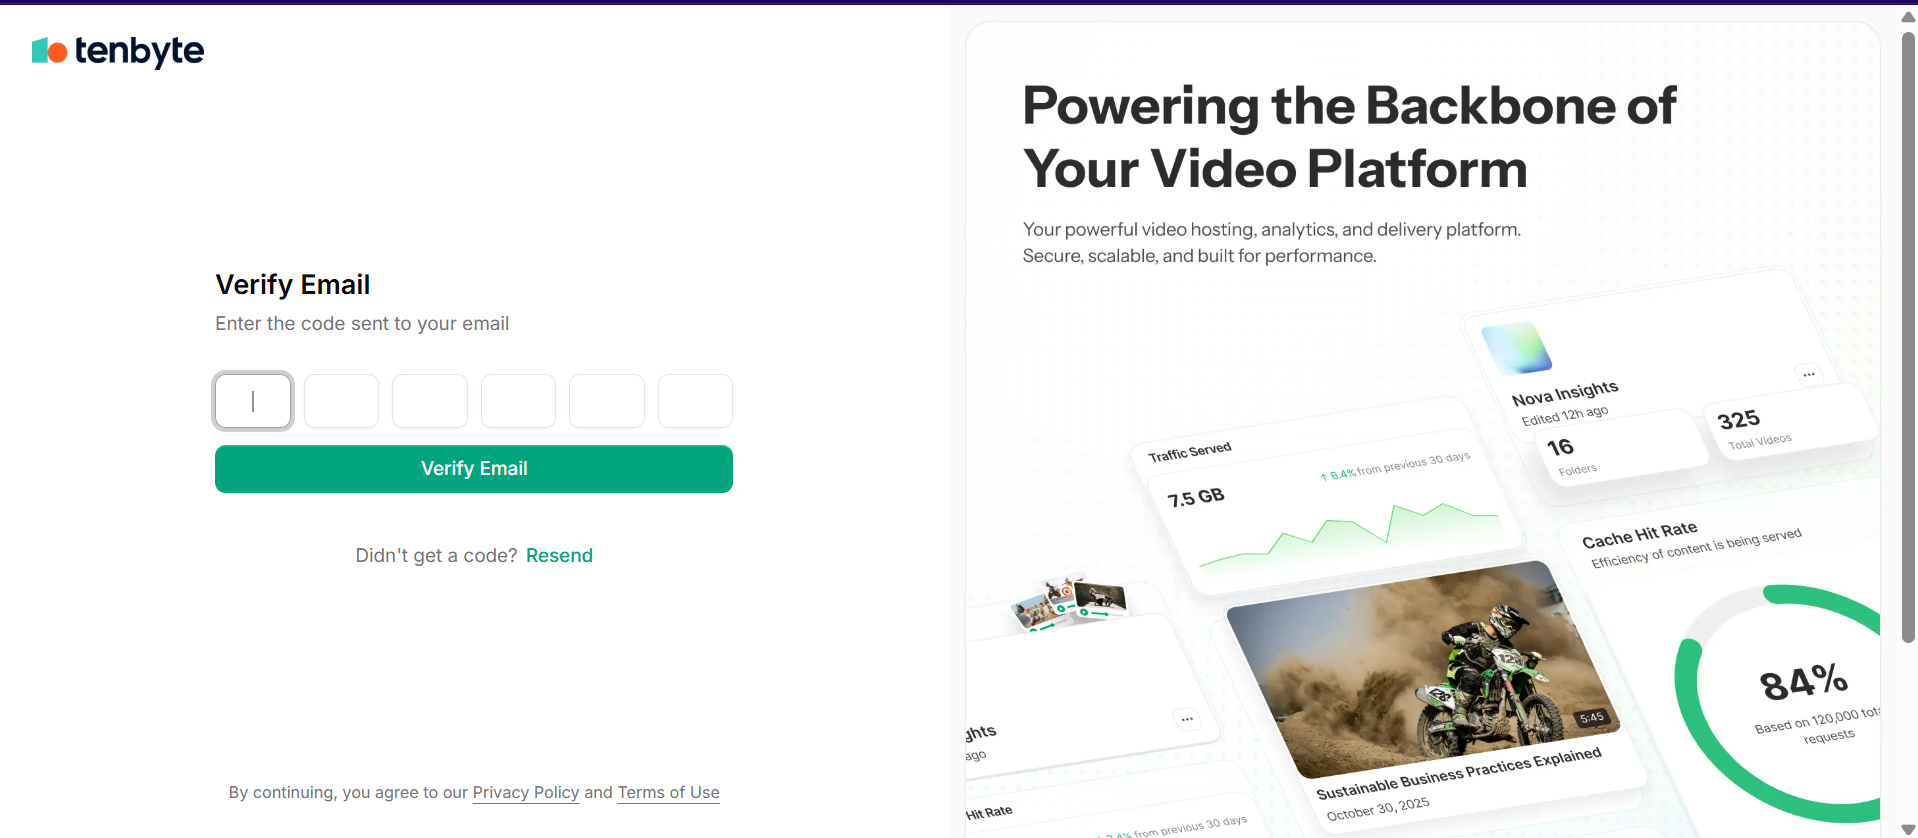 tenbyte
Verify Email
Enter the code sent to your email
Verify Email
Didn't get a code? Resend
By continuing, you agree to our Privacy Policy and Terms of Use
Powering the Backbone of
Your Video Platform
Your powerful video hosting, analytics, and delivery platform.
Secure, scalable, and built for performance.
Nova Insights
Edited 12h ago
16
Folders
325
Total Videos
Traffic Served
7.5 GB
↑ 6.4% from previous 30 days
Cache Hit Rate
Efficiency of content is being served
84%
Based on 120,000
requests
5:45
Sustainable Business Practices Explained
October 30, 2025
ghts
ago
Hit Rate
from previous 30 days